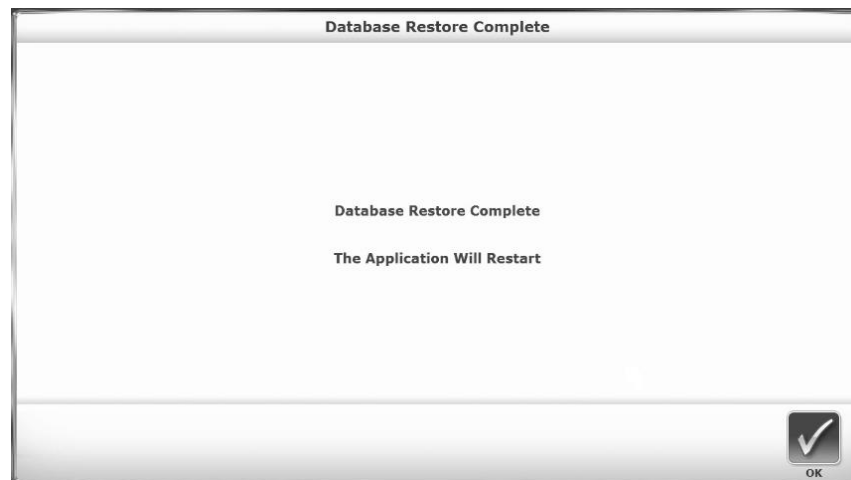 Database Restore Complete
Database Restore Complete
The Application Will Restart
OK